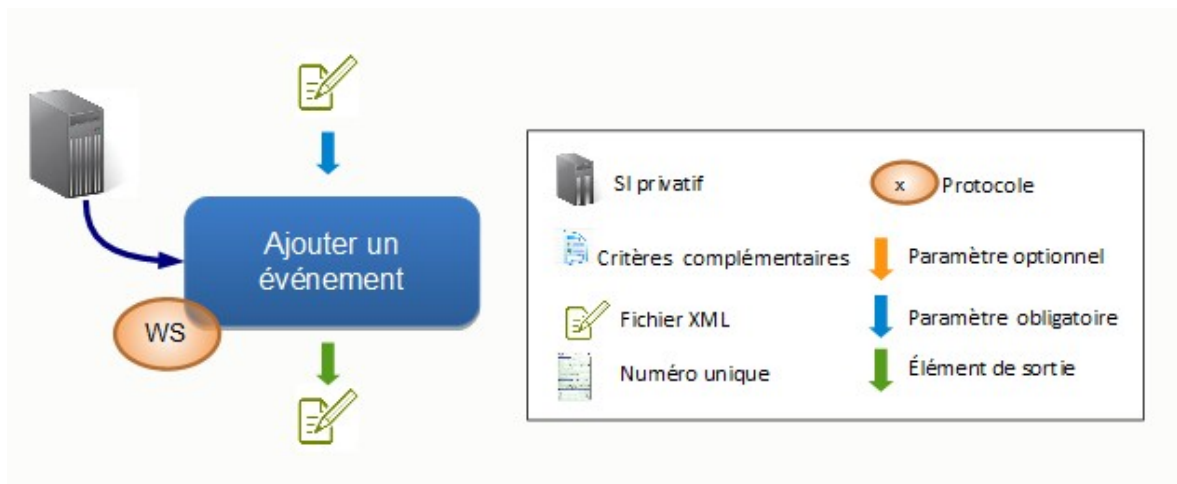 Ajouter un
événement
WS
SI privatif
x Protocole
Critères complémentaires
Paramètre optionnel
Fichier XML
Paramètre obligatoire
Numéro unique
Élément de sortie